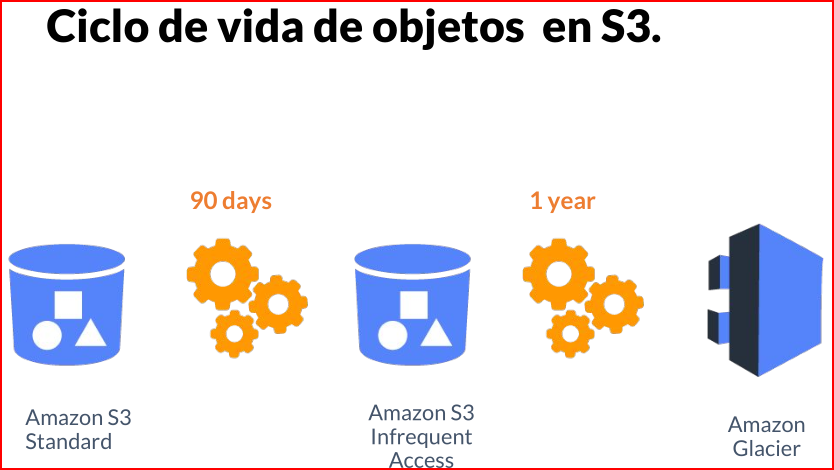 Ciclo de vida de objetos en S3.
90 days
1 year
Amazon S3
Standard
Amazon S3
Infrequent
Access
Amazon
Glacier